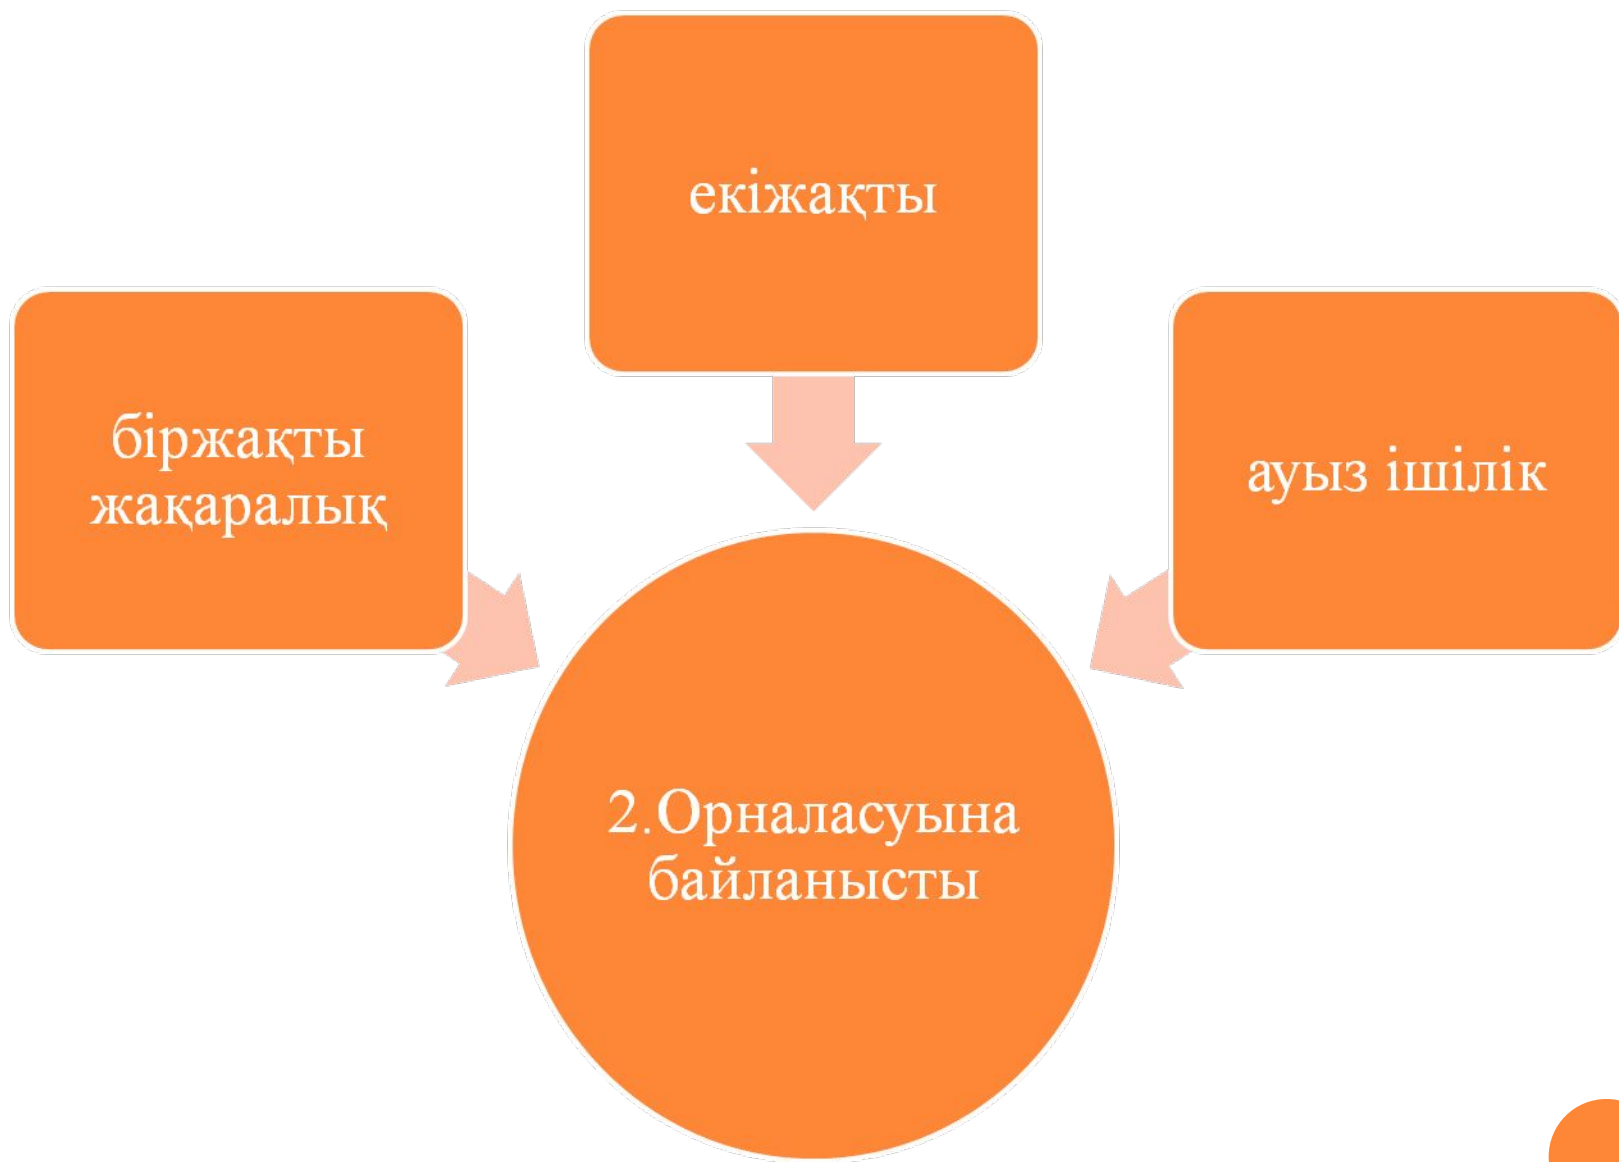 екіжақты
біржақты
жақаралық
ауыз ішілік
2.Орналасуына
байланысты